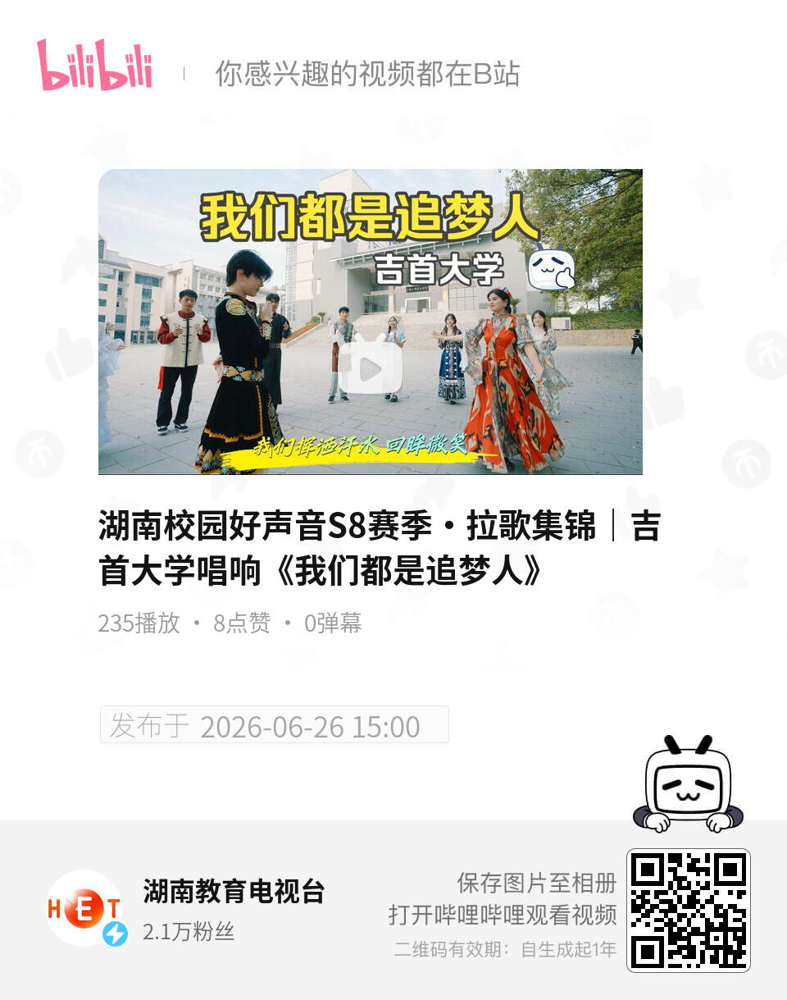 bilibili
你感兴趣的视频都在B站
我们都是追梦人
吉首大学
我们挥洒汗水 回眸微笑
湖南校园好声音S8赛季·拉歌集锦｜吉
首大学唱响《我们都是追梦人》
235播放 · 8点赞 · 0弹幕
发布于 2026-06-26 15:00
HET
湖南教育电视台
2.1万粉丝
保存图片至相册
打开哔哩哔哩观看视频
二维码有效期：自生成起1年